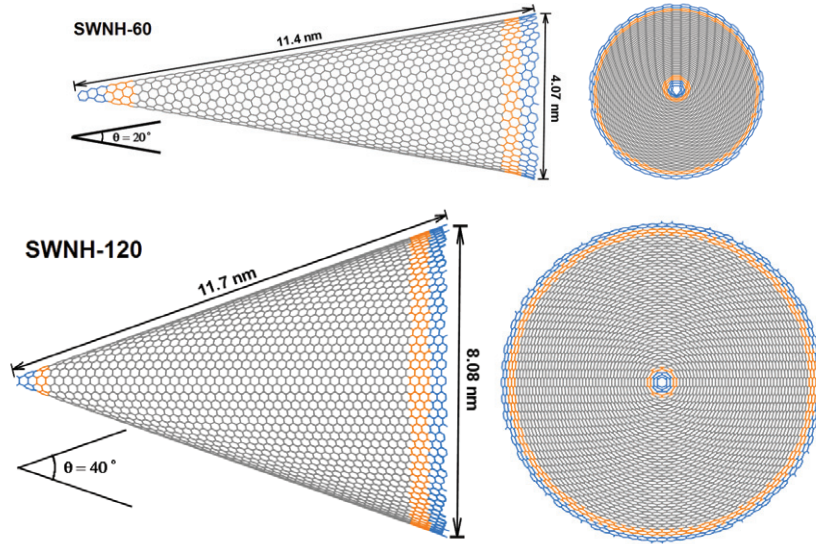 SWNH-60
11.4 nm
4.07 nm
θ = 20°
SWNH-120
11.7 nm
8.08 nm
θ = 40°